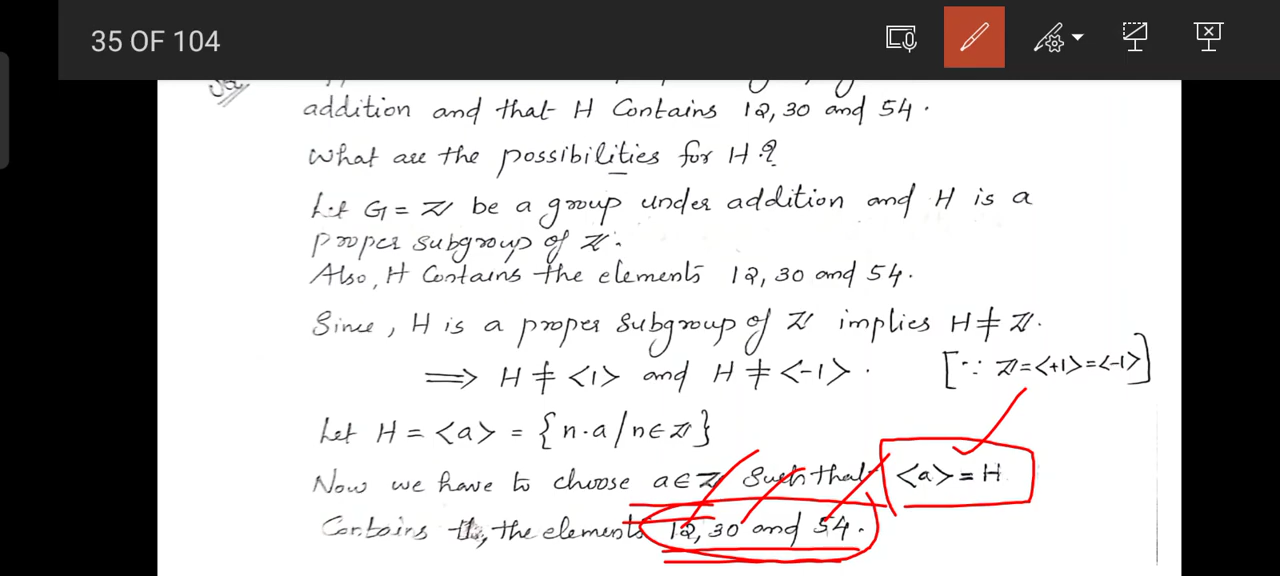 35 OF 104
addition and that H Contains 12, 30 and 54.
What are the possibilities for H?
Let G = ℤ be a group under addition and H is a
proper subgroup of ℤ.
Also, H Contains the elements 12, 30 and 54.
Since, H is a proper subgroup of ℤ implies H ≠ ℤ.
⟹ H ≠ <1> and H ≠ <-1>. [∵ ℤ = <+1> = <-1>]
Let H = <a> = {n·a / n∈ℤ}
Now we have to choose a∈ℤ Such that <a> = H
Contains the elements 12, 30 and 54.